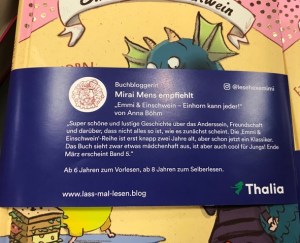 Buchbloggerin
Mirai Mens empfiehlt
„Emmi & Einschwein – Einhorn kann jeder!"
von Anna Böhm
„Super schöne und lustige Geschichte über das Anderssein, Freundschaft
und darüber, dass nicht alles so ist, wie es zunächst scheint. Die ‚Emmi &
Einschwein'-Reihe ist erst knapp zwei Jahre alt, aber schon jetzt ein Klassiker.
Das Buch sieht zwar etwas mädchenhaft aus, ist aber auch cool für Jungs! Ende
März erscheint Band 5."
Ab 6 Jahren zum Vorlesen, ab 8 Jahren zum Selberlesen.
www.lass-mal-lesen.blog
Thalia